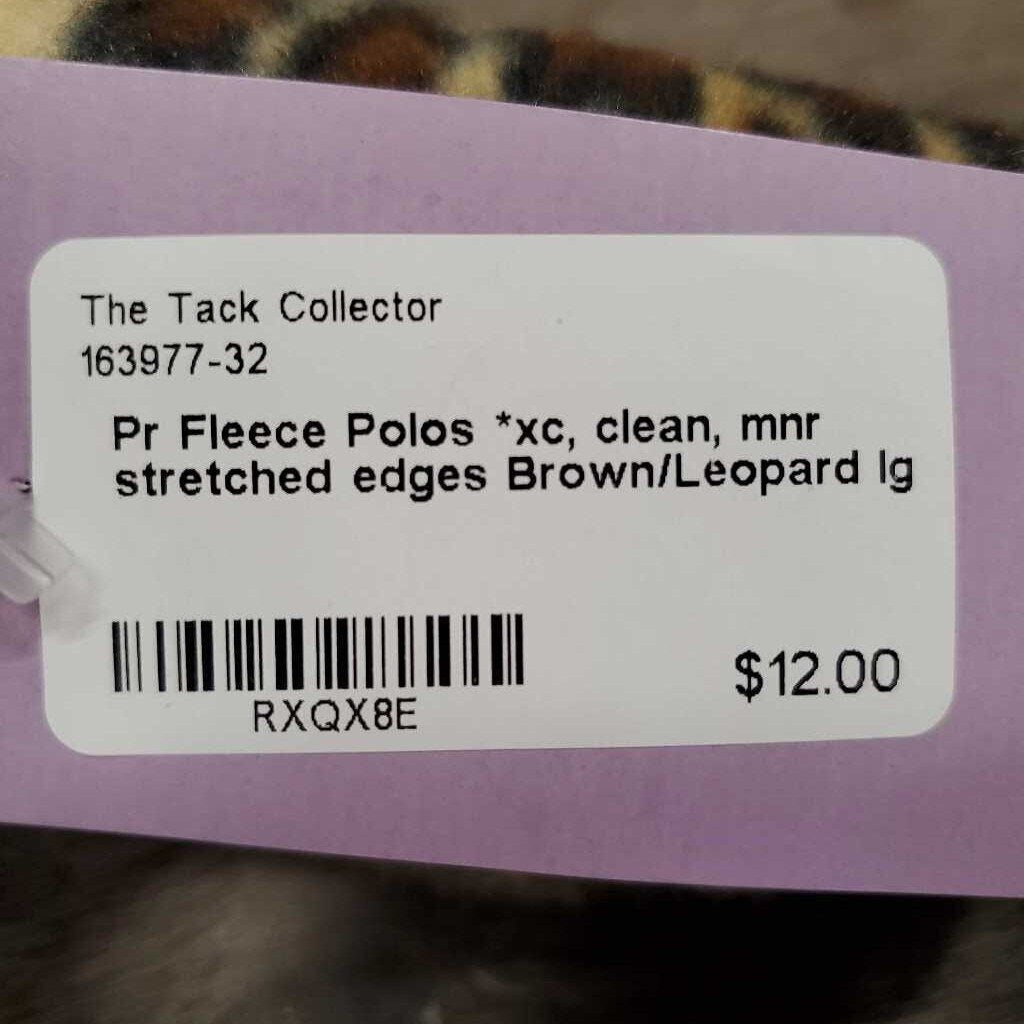 The Tack Collector
163977-32
Pr Fleece Polos *xc, clean, mnr
stretched edges Brown/Leopard lg
RXQX8E
$12.00